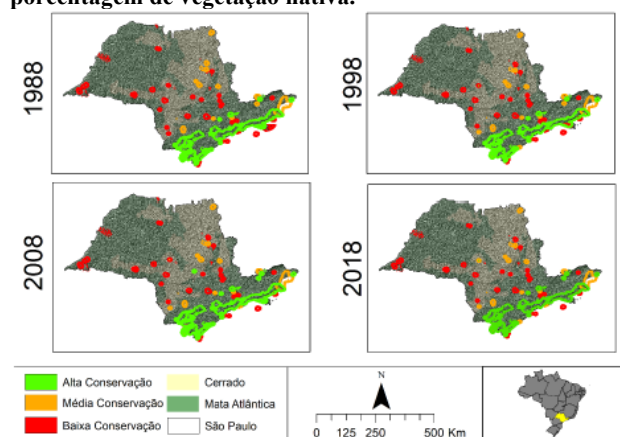 porcentagem de vegetação nativa.
1988
1998
2008
2018
Alta Conservação
Cerrado
Média Conservação
Mata Atlântica
Baixa Conservação
São Paulo
N
0 125 250 500 Km